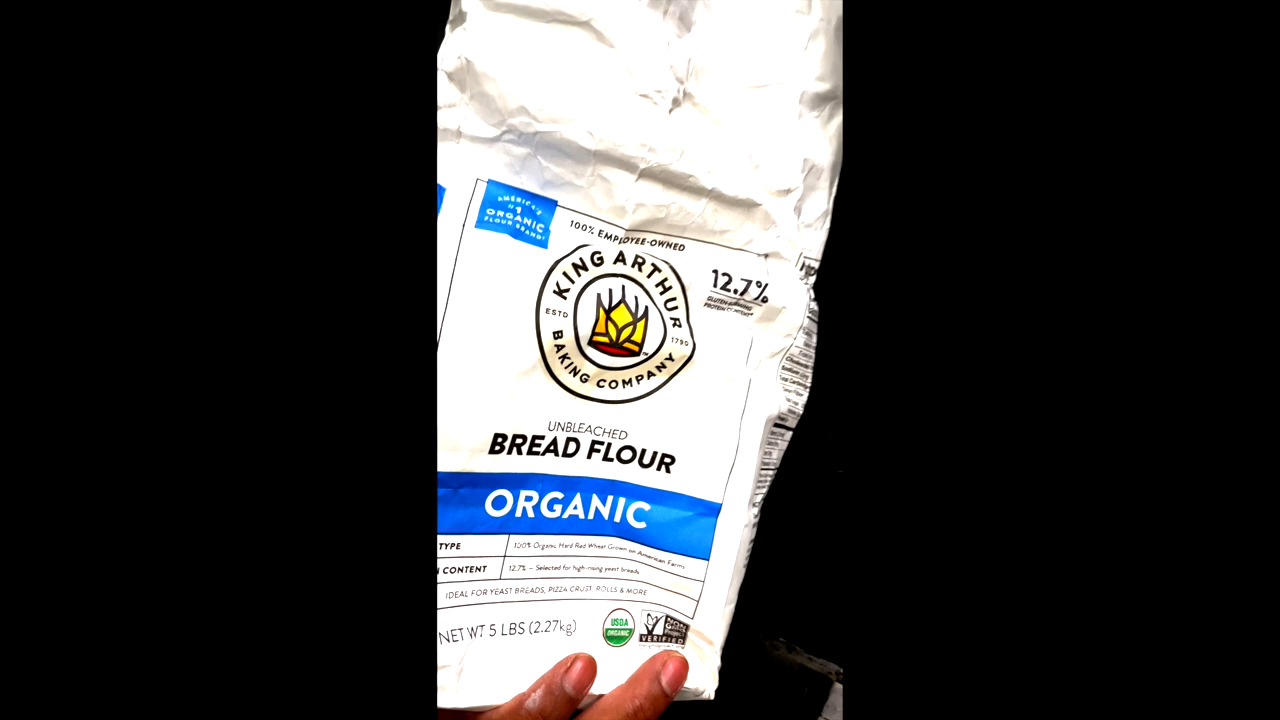 AMERICA'S
#1
ORGANIC
FLOUR BRAND
100% EMPLOYEE-OWNED
KING ARTHUR
ESTD
1790
BAKING COMPANY
12.7%
GLUTEN-FORMING
PROTEIN CONTENT*
UNBLEACHED
BREAD FLOUR
ORGANIC
TYPE
100% Organic Hard Red Wheat Grown on American Farms
CONTENT
12.7% – Selected for high-rising yeast breads
IDEAL FOR YEAST BREADS, PIZZA CRUST, ROLLS & MORE
NET WT 5 LBS (2.27kg)
USDA
ORGANIC
NON
GMO
Project
VERIFIED